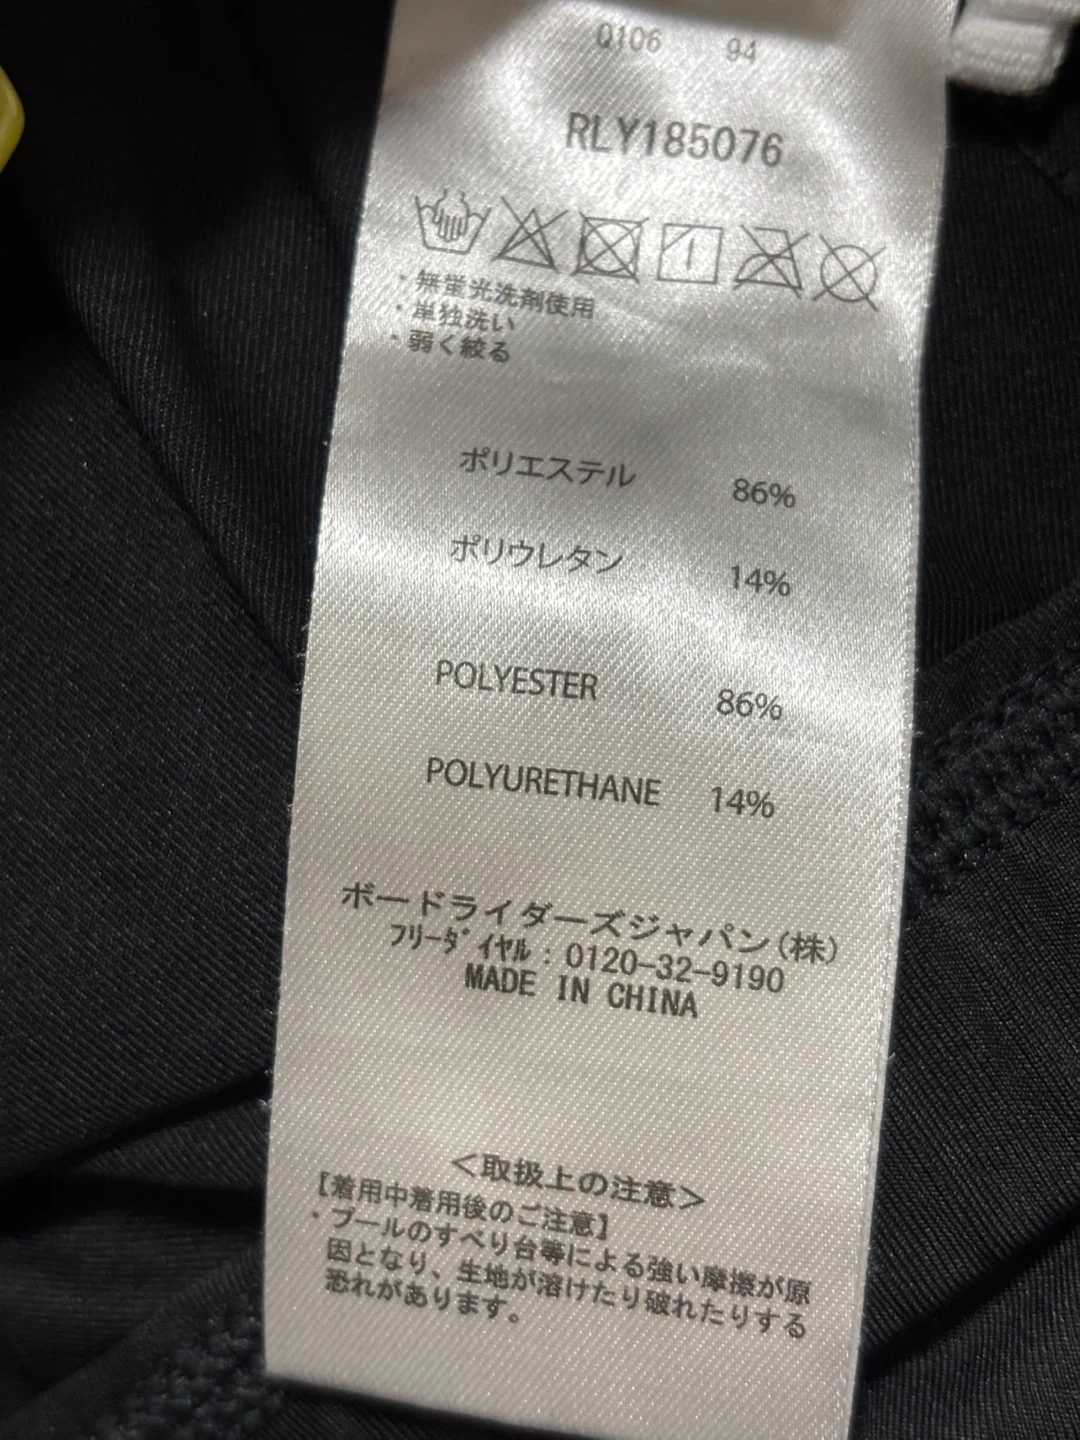 Q106 94
RLY185076
・無蛍光洗剤使用
・単独洗い
・弱く絞る
ポリエステル 86%
ポリウレタン 14%
POLYESTER 86%
POLYURETHANE 14%
ボードライダーズジャパン(株)
フリーダイヤル:0120-32-9190
MADE IN CHINA
<取扱上の注意>
【着用中着用後のご注意】
・プールのすべり台等による強い摩擦が原
因となり、生地が溶けたり破れたりする
恐れがあります。